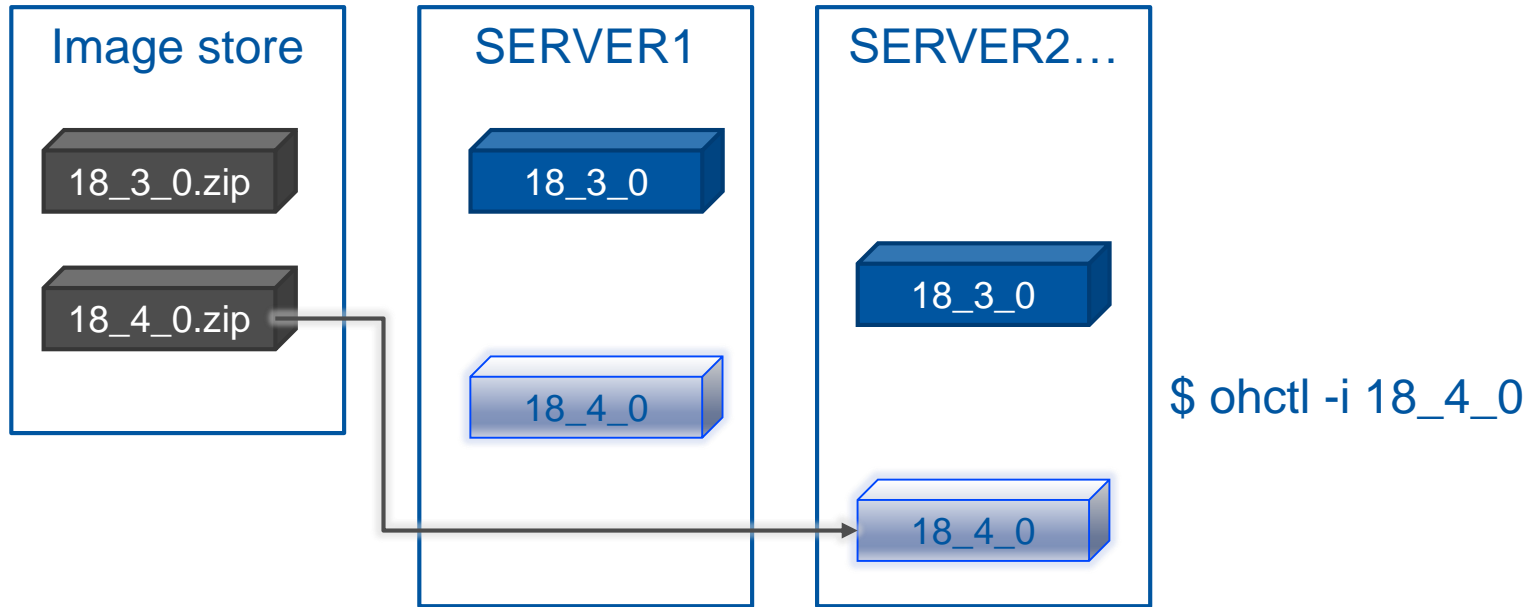 Image store
18_3_0.zip
18_4_0.zip
SERVER1
18_3_0
18_4_0
SERVER2…
18_3_0
18_4_0
$ ohctl -i 18_4_0